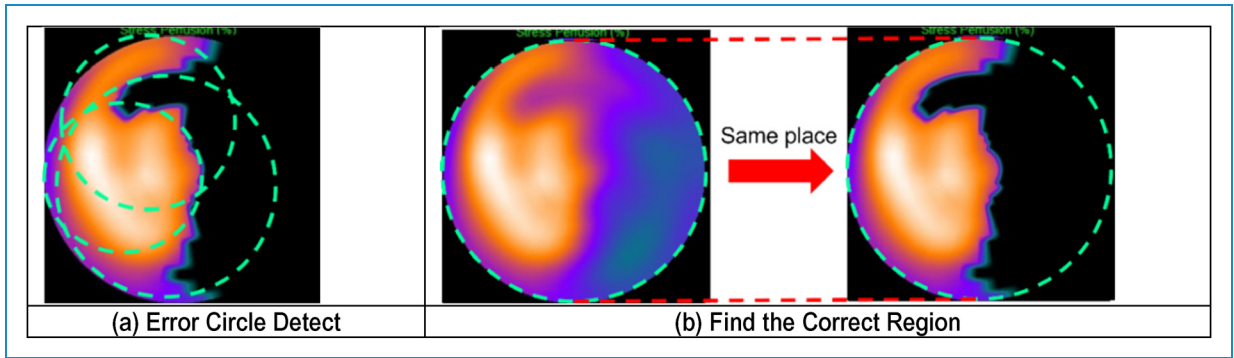 Stress Perfusion (%)
Stress Perfusion (%)
Stress Perfusion (%)
Same place
(a) Error Circle Detect
(b) Find the Correct Region